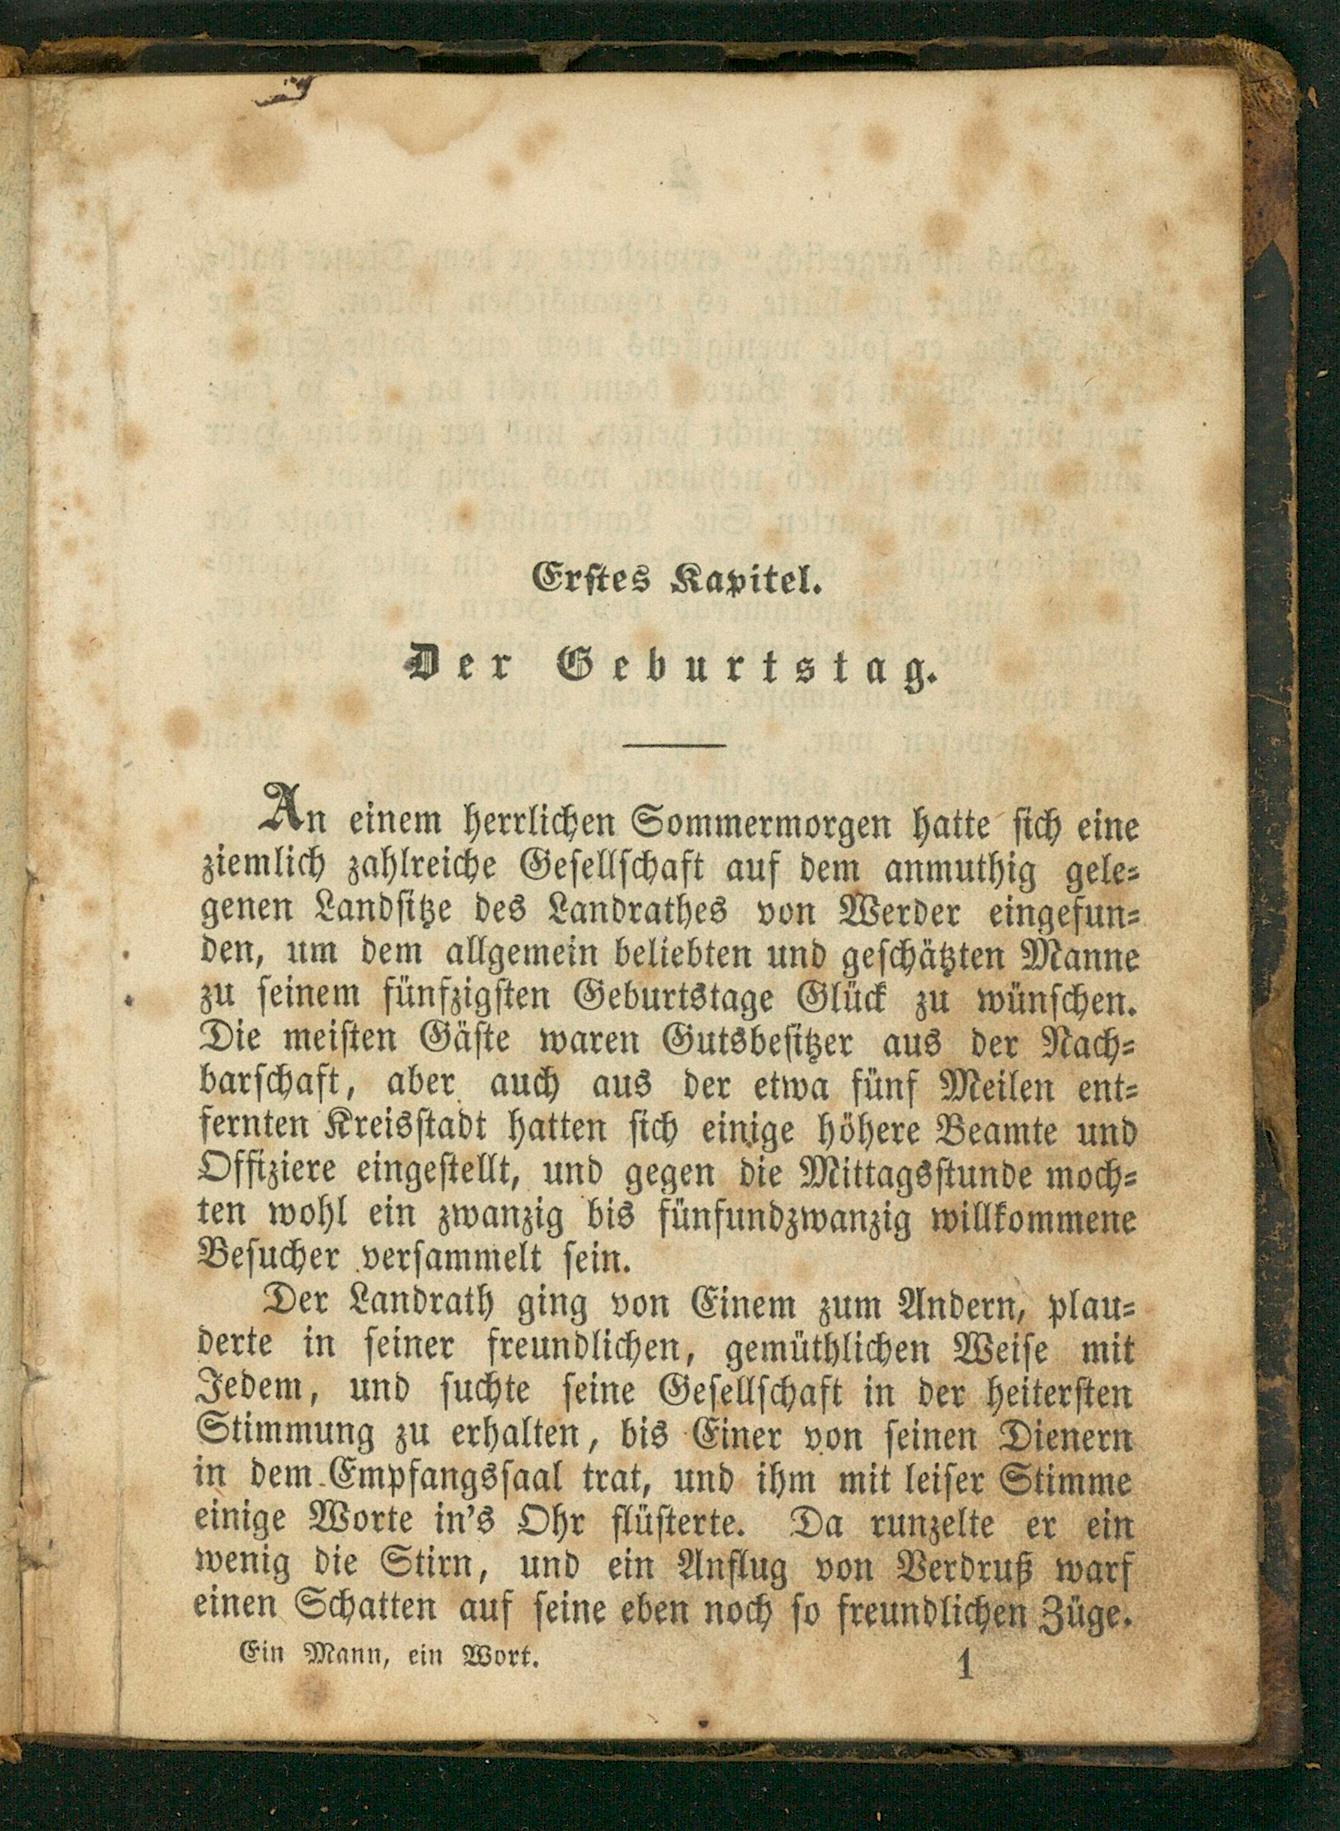 Erstes Kapitel.
Der Geburtstag.
An einem herrlichen Sommermorgen hatte sich eine
ziemlich zahlreiche Gesellschaft auf dem anmuthig gele-
genen Landsitze des Landrathes von Werder eingefun-
den, um dem allgemein beliebten und geschätzten Manne
zu seinem fünfzigsten Geburtstage Glück zu wünschen.
Die meisten Gäste waren Gutsbesitzer aus der Nach-
barschaft, aber auch aus der etwa fünf Meilen ent-
fernten Kreisstadt hatten sich einige höhere Beamte und
Offiziere eingestellt, und gegen die Mittagsstunde moch-
ten wohl ein zwanzig bis fünfundzwanzig willkommene
Besucher versammelt sein.
Der Landrath ging von Einem zum Andern, plau-
derte in seiner freundlichen, gemüthlichen Weise mit
Jedem, und suchte seine Gesellschaft in der heitersten
Stimmung zu erhalten, bis Einer von seinen Dienern
in dem Empfangssaal trat, und ihm mit leiser Stimme
einige Worte in's Ohr flüsterte. Da runzelte er ein
wenig die Stirn, und ein Anflug von Verdruß warf
einen Schatten auf seine eben noch so freundlichen Züge.
Ein Mann, ein Wort. 1